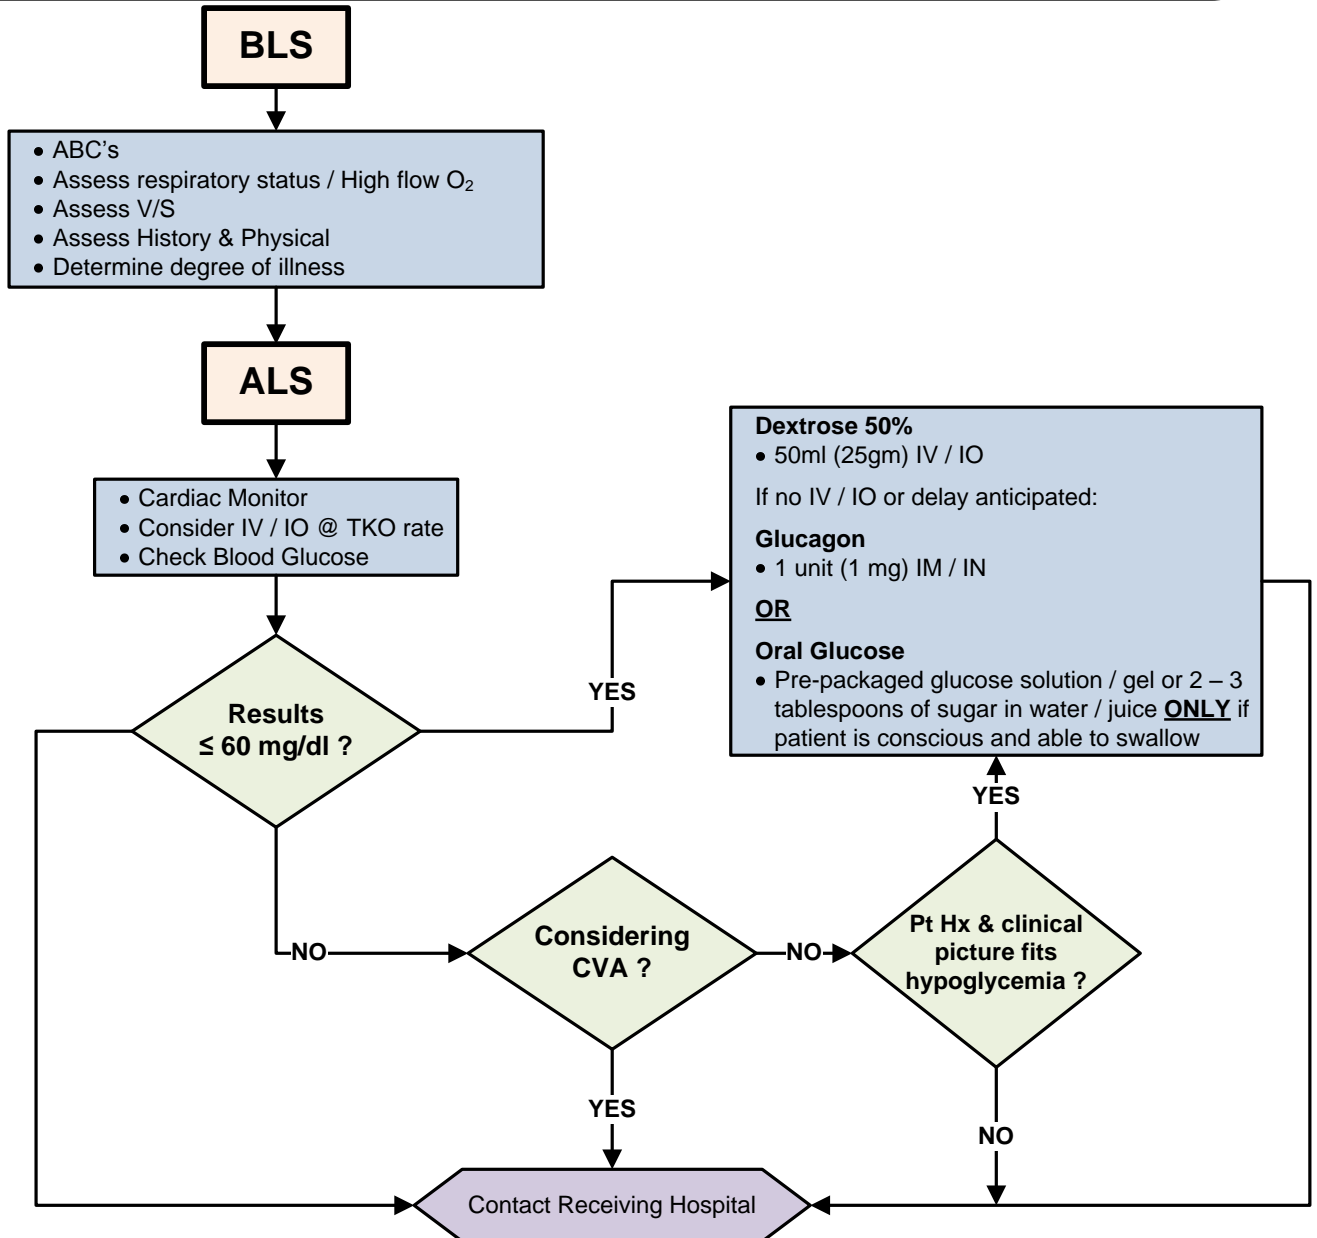 BLS
• ABC’s
• Assess respiratory status / High flow O₂
• Assess V/S
• Assess History & Physical
• Determine degree of illness
ALS
• Cardiac Monitor
• Consider IV / IO @ TKO rate
• Check Blood Glucose
Dextrose 50%
• 50ml (25gm) IV / IO
If no IV / IO or delay anticipated:
Glucagon
• 1 unit (1 mg) IM / IN
OR
Oral Glucose
• Pre-packaged glucose solution / gel or 2 – 3
tablespoons of sugar in water / juice ONLY if
patient is conscious and able to swallow
YES
Results
≤ 60 mg/dl ?
YES
NO
Considering
CVA ?
NO
Pt Hx & clinical
picture fits
hypoglycemia ?
YES
NO
Contact Receiving Hospital